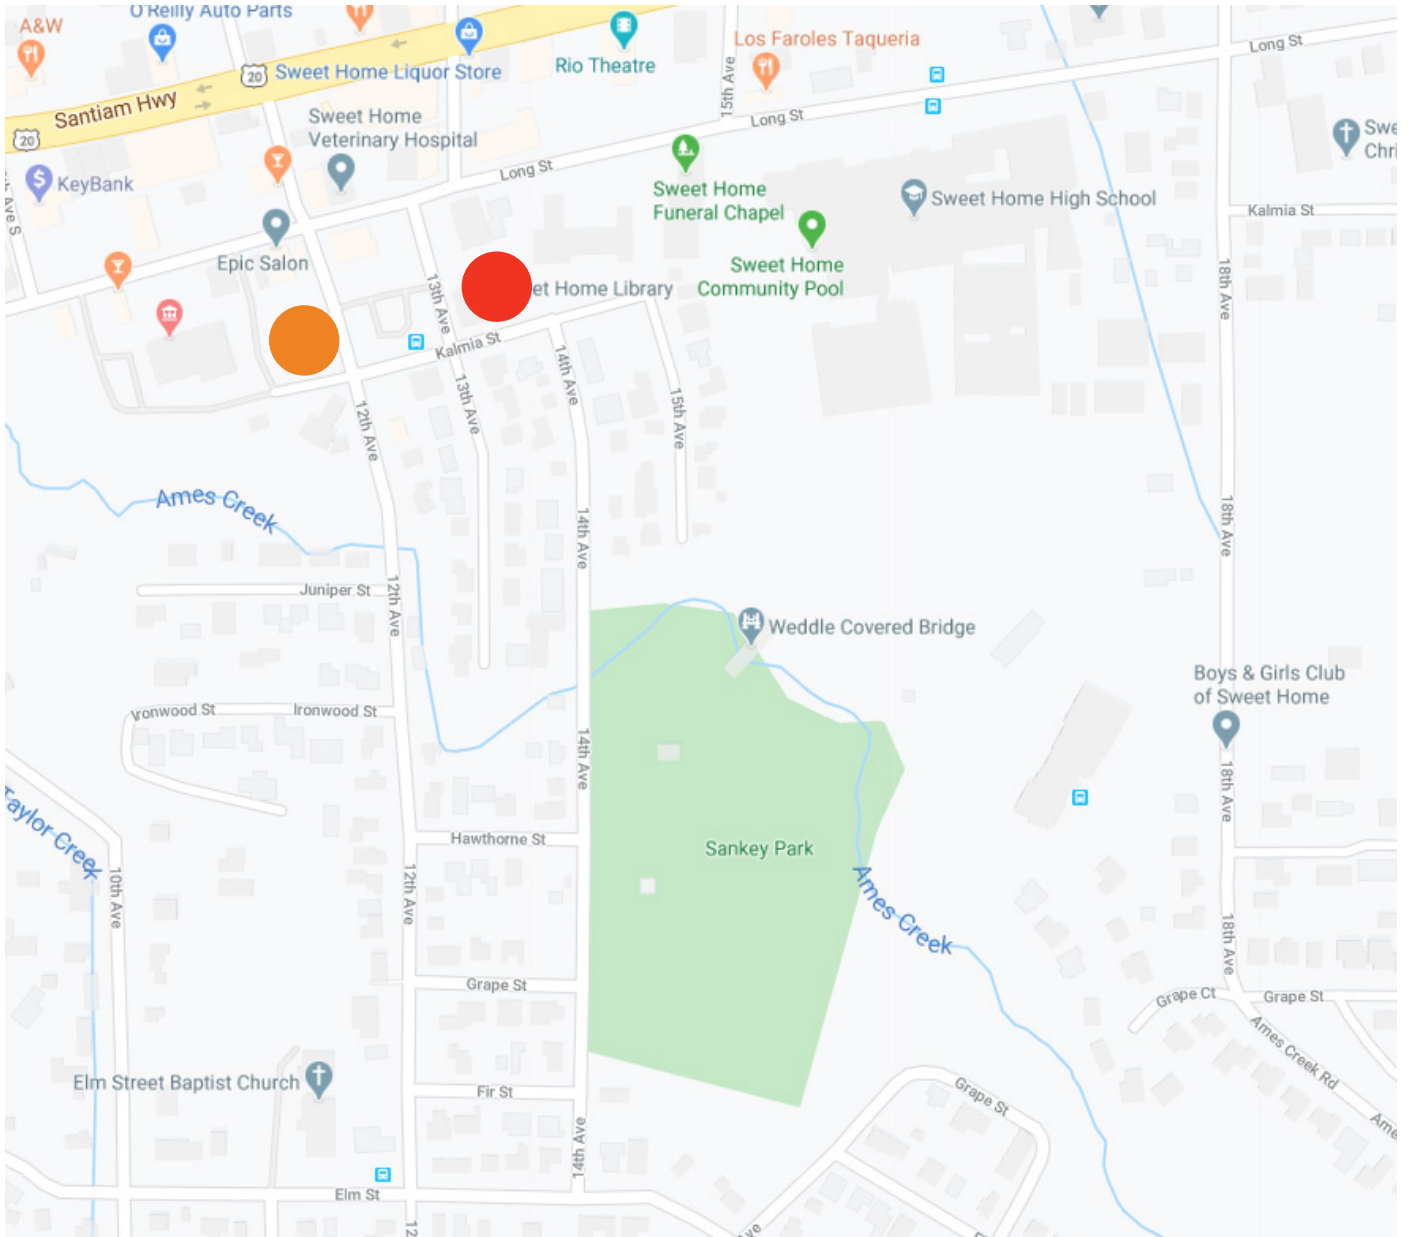 O'Reilly Auto Parts
A&W
Los Faroles Taqueria
Long St
20
Sweet Home Liquor Store
Rio Theatre
15th Ave
Santiam Hwy
20
Sweet Home
Veterinary Hospital
Long St
Swe
Chri
KeyBank
Long St
Sweet Home
Funeral Chapel
Sweet Home High School
Kalmia St
Ave S
Epic Salon
Sweet Home
Community Pool
13th Ave
et Home Library
18th Ave
Kalmia St
14th Ave
13th Ave
15th Ave
12th Ave
Ames Creek
14th Ave
18th Ave
Juniper St
12th Ave
Weddle Covered Bridge
Boys & Girls Club
of Sweet Home
Ironwood St
Ironwood St
14th Ave
18th Ave
Taylor Creek
Hawthorne St
Sankey Park
10th Ave
12th Ave
Ames Creek
18th Ave
Grape St
Grape Ct
Grape St
Ames Creek Rd
Elm Street Baptist Church
Fir St
Grape St
Ame
14th Ave
Elm St
12
ve